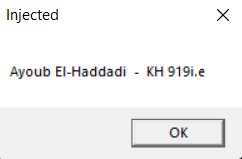 Injected
Ayoub El-Haddadi - KH 919i.e
OK